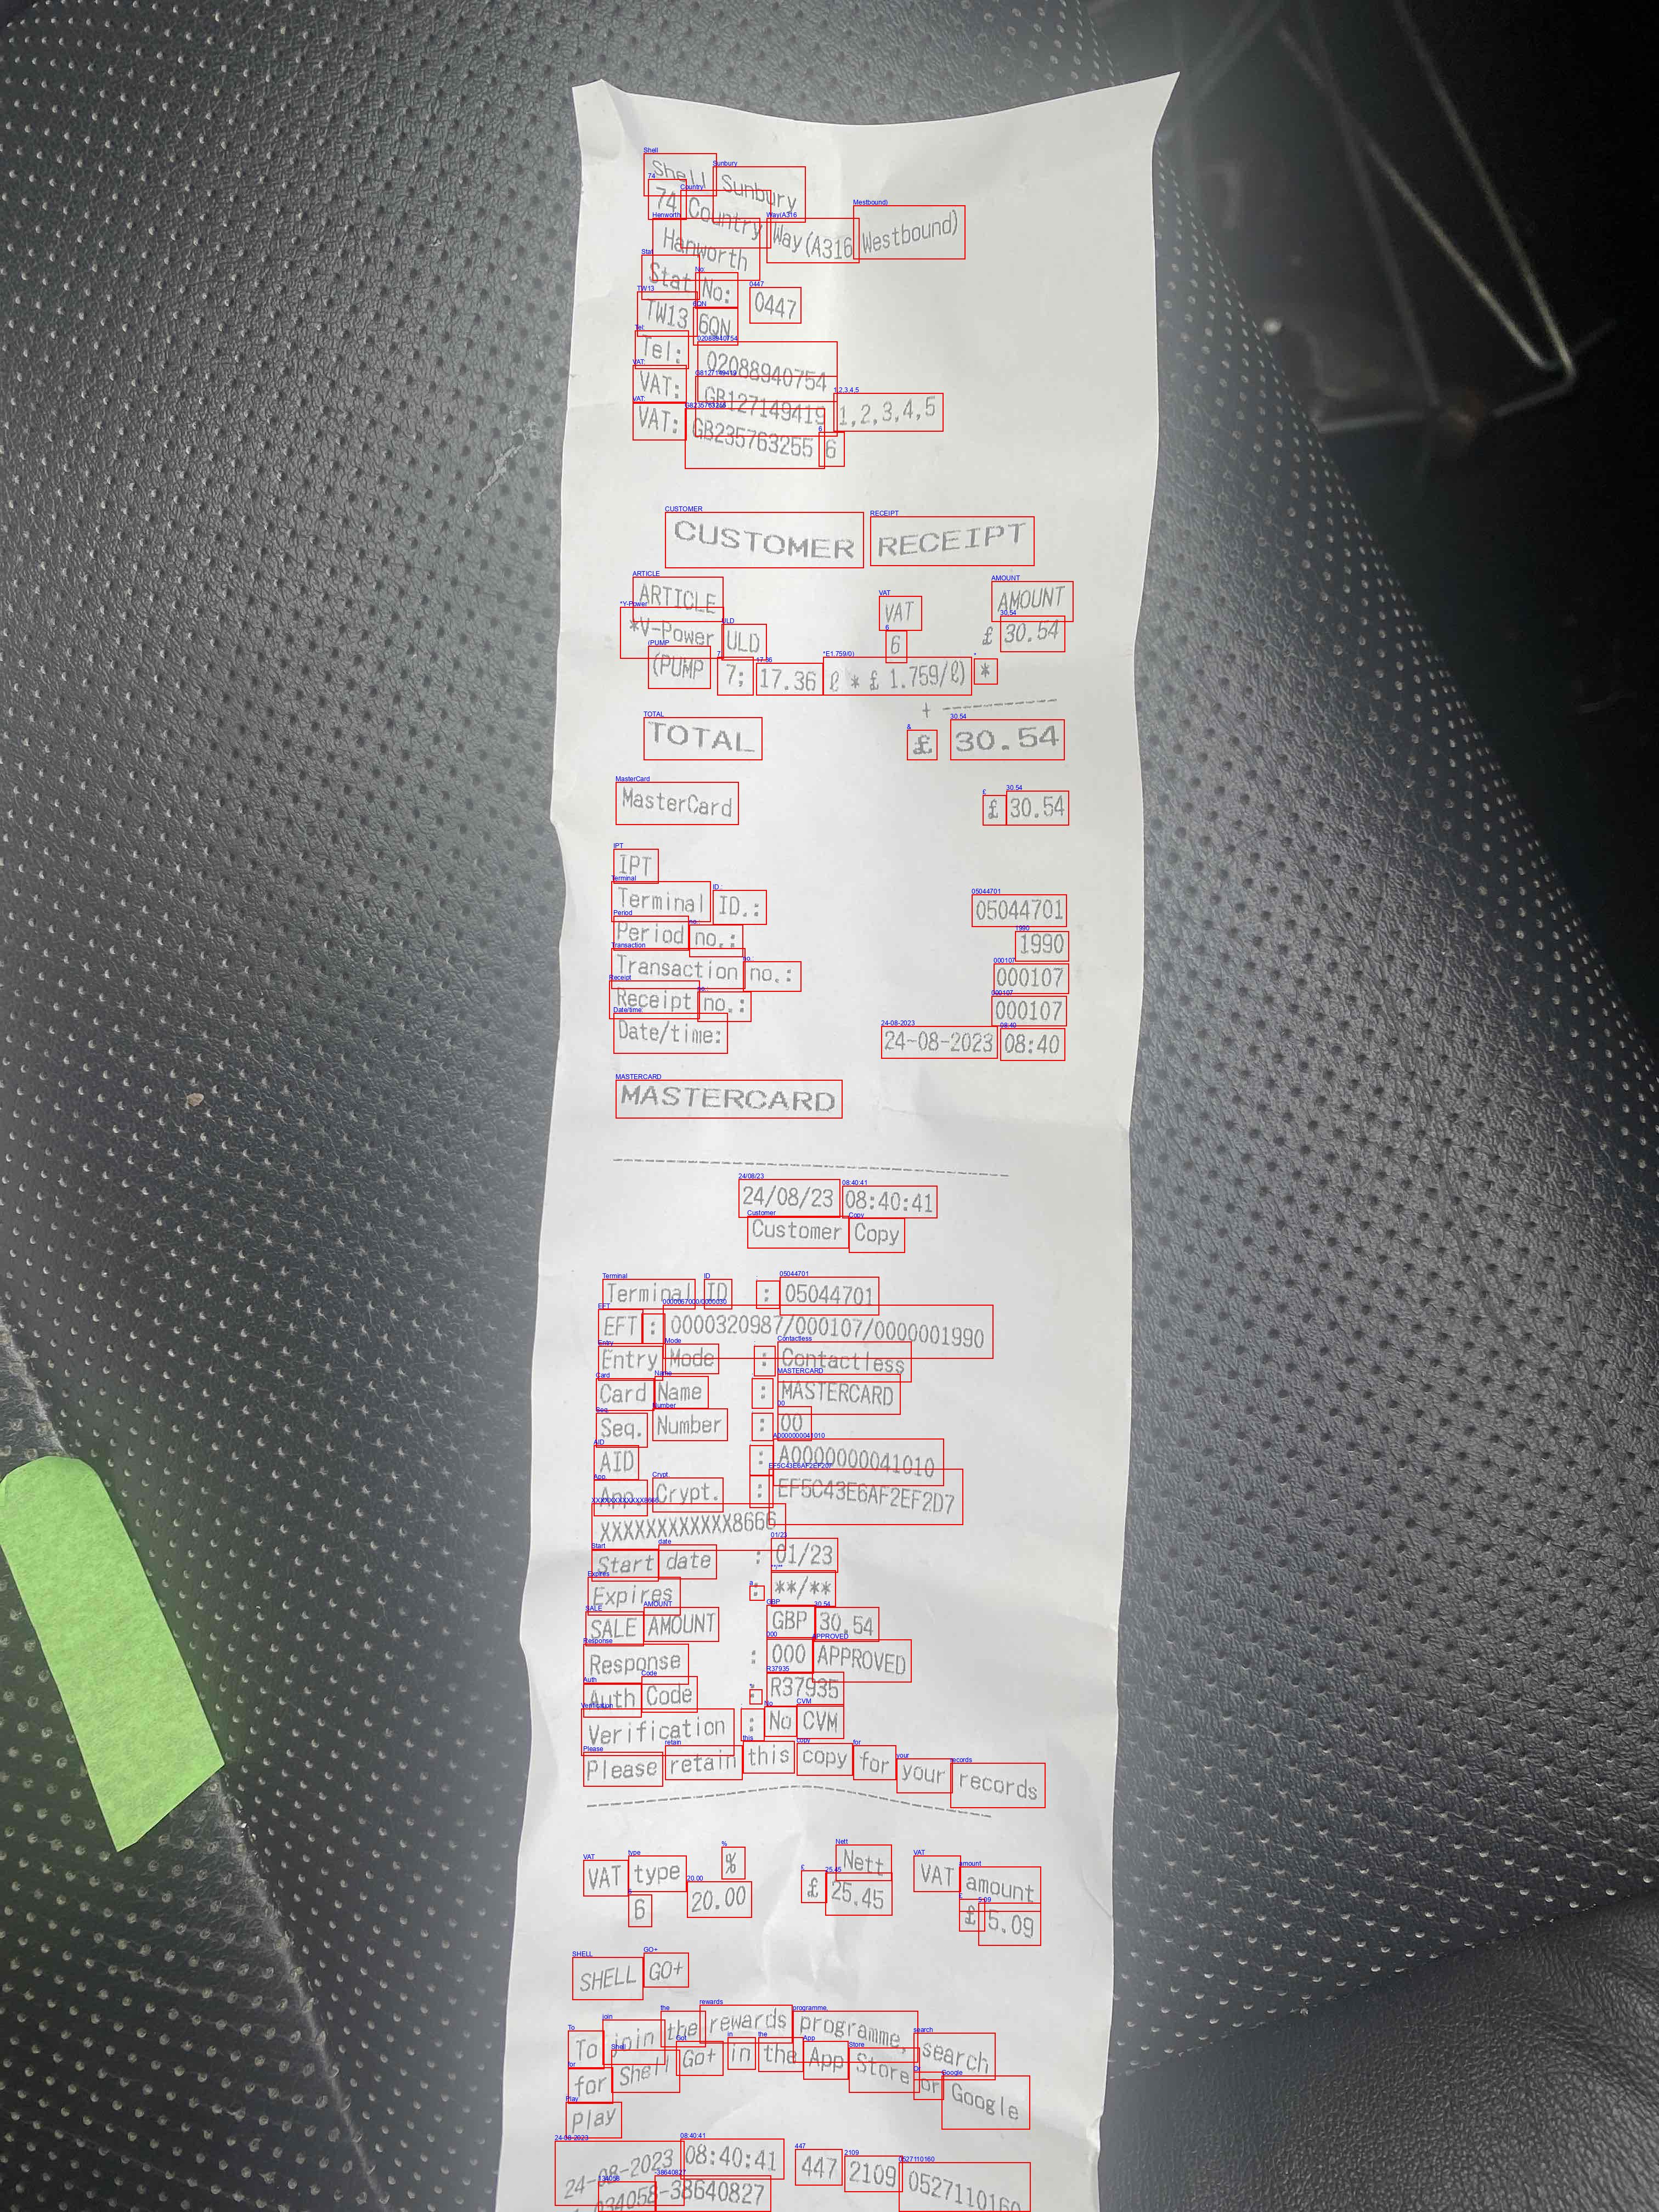 Shell Sunbury
74 Country Way(A316 Westbound)
Hanworth
Stat No: 0447
TW13 6QN
Tel: 02088940754
VAT: GB127149419 1,2,3,4,5
VAT: GB235763255 6
CUSTOMER RECEIPT
ARTICLE VAT AMOUNT
*V-Power ULD 6 £ 30.54
(PUMP 7; 17.36 ℓ * £ 1.759/ℓ) *
+ ----------
TOTAL £ 30.54
MasterCard £ 30.54
IPT
Terminal ID.: 05044701
Period no.: 1990
Transaction no.: 000107
Receipt no.: 000107
Date/time: 24-08-2023 08:40
MASTERCARD
24/08/23 08:40:41
Customer Copy
Terminal ID : 05044701
EFT : 0000320987/000107/0000001990
Entry Mode : Contactless
Card Name : MASTERCARD
Seq. Number : 00
AID : A0000000041010
App. Crypt. : EF5C43E6AF2EF2D7
XXXXXXXXXXXX8666
Start date : 01/23
Expires : **/**
SALE AMOUNT GBP 30.54
Response : 000 APPROVED
Auth Code : R37935
Verification : No CVM
Please retain this copy for your records
VAT type % Nett VAT amount
6 20.00 £ 25.45 £ 5.09
SHELL GO+
To join the rewards programme, search
for Shell Go+ in the App Store or Google
play
24-08-2023 08:40:41 447 2109 0527110160
034058-38640827